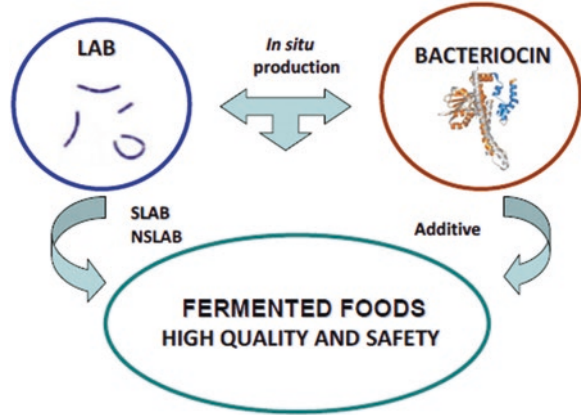 LAB
In situ
production
BACTERIOCIN
SLAB
NSLAB
Additive
FERMENTED FOODS
HIGH QUALITY AND SAFETY